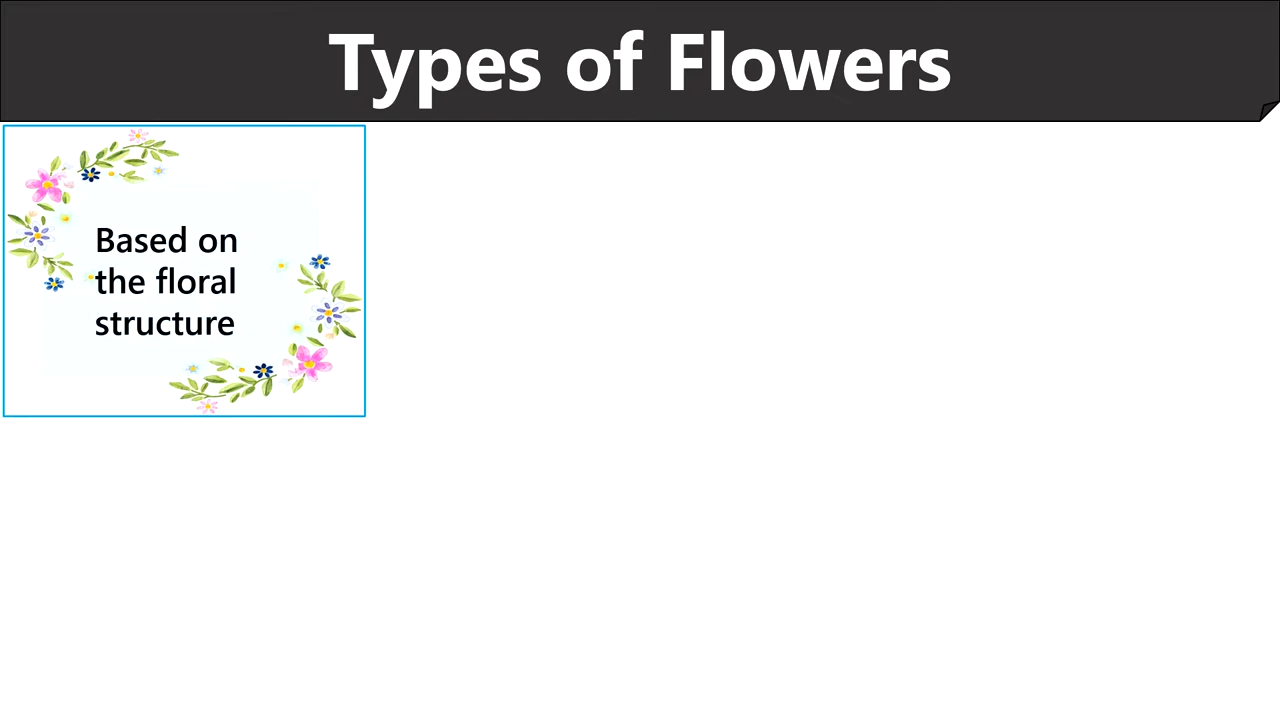 Types of Flowers
Based on
the floral
structure